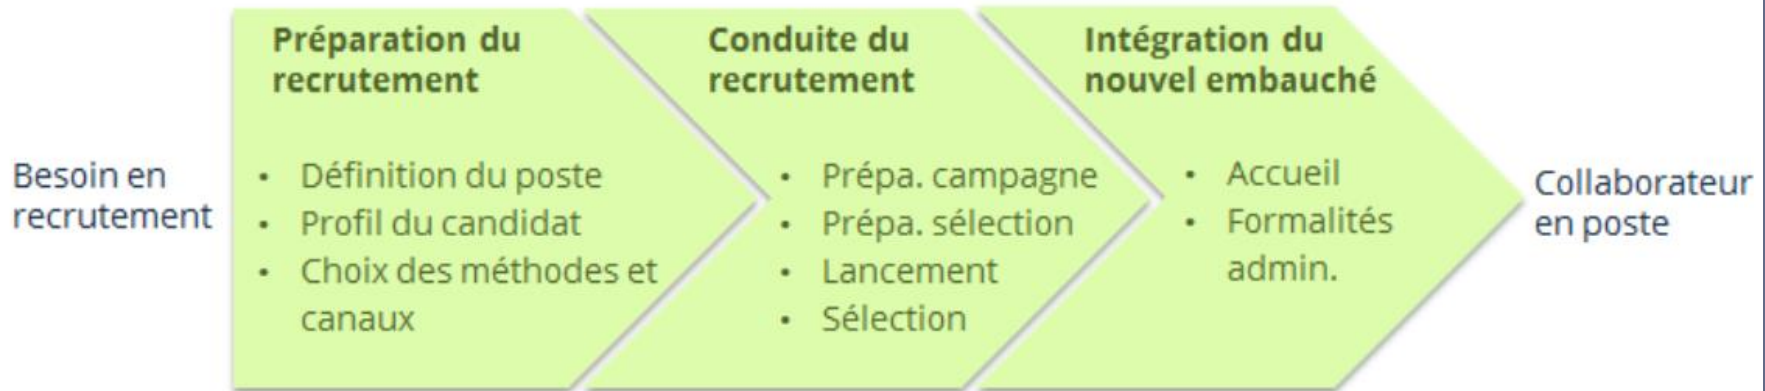 Besoin en
recrutement
Préparation du
recrutement
• Définition du poste
• Profil du candidat
• Choix des méthodes et
canaux
Conduite du
recrutement
• Prépa. campagne
• Prépa. sélection
• Lancement
• Sélection
Intégration du
nouvel embauché
• Accueil
• Formalités
admin.
Collaborateur
en poste